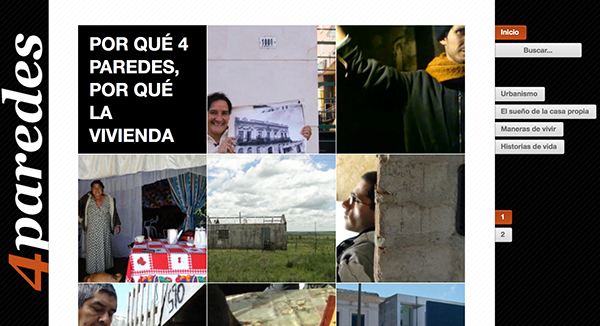 4paredes
POR QUÉ 4
PAREDES,
POR QUÉ
LA
VIVIENDA
Inicio
Buscar...
Urbanismo
El sueño de la casa propia
Maneras de vivir
Historias de vida
1
2